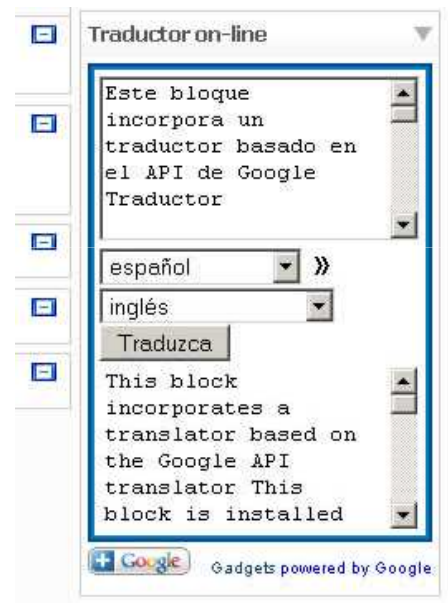 Traductor on-line
Este bloque
incorpora un
traductor basado en
el API de Google
Traductor
español »
inglés
Traduzca
This block
incorporates a
translator based on
the Google API
translator This
block is installed
Google Gadgets powered by Google